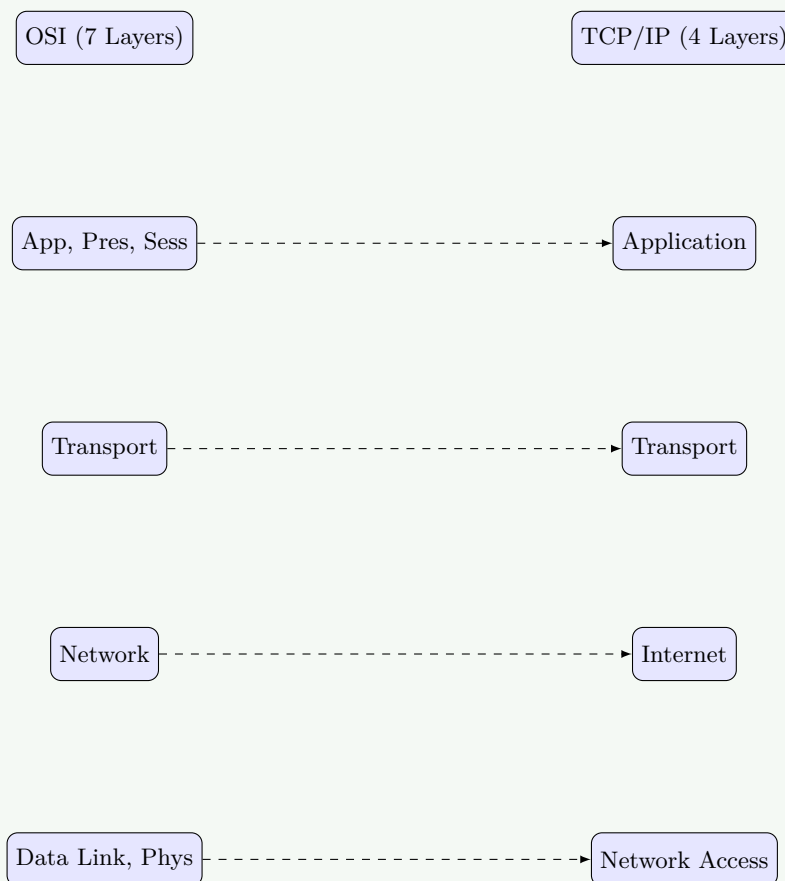 OSI (7 Layers)
TCP/IP (4 Layers)
App, Pres, Sess
Application
Transport
Transport
Network
Internet
Data Link, Phys
Network Access